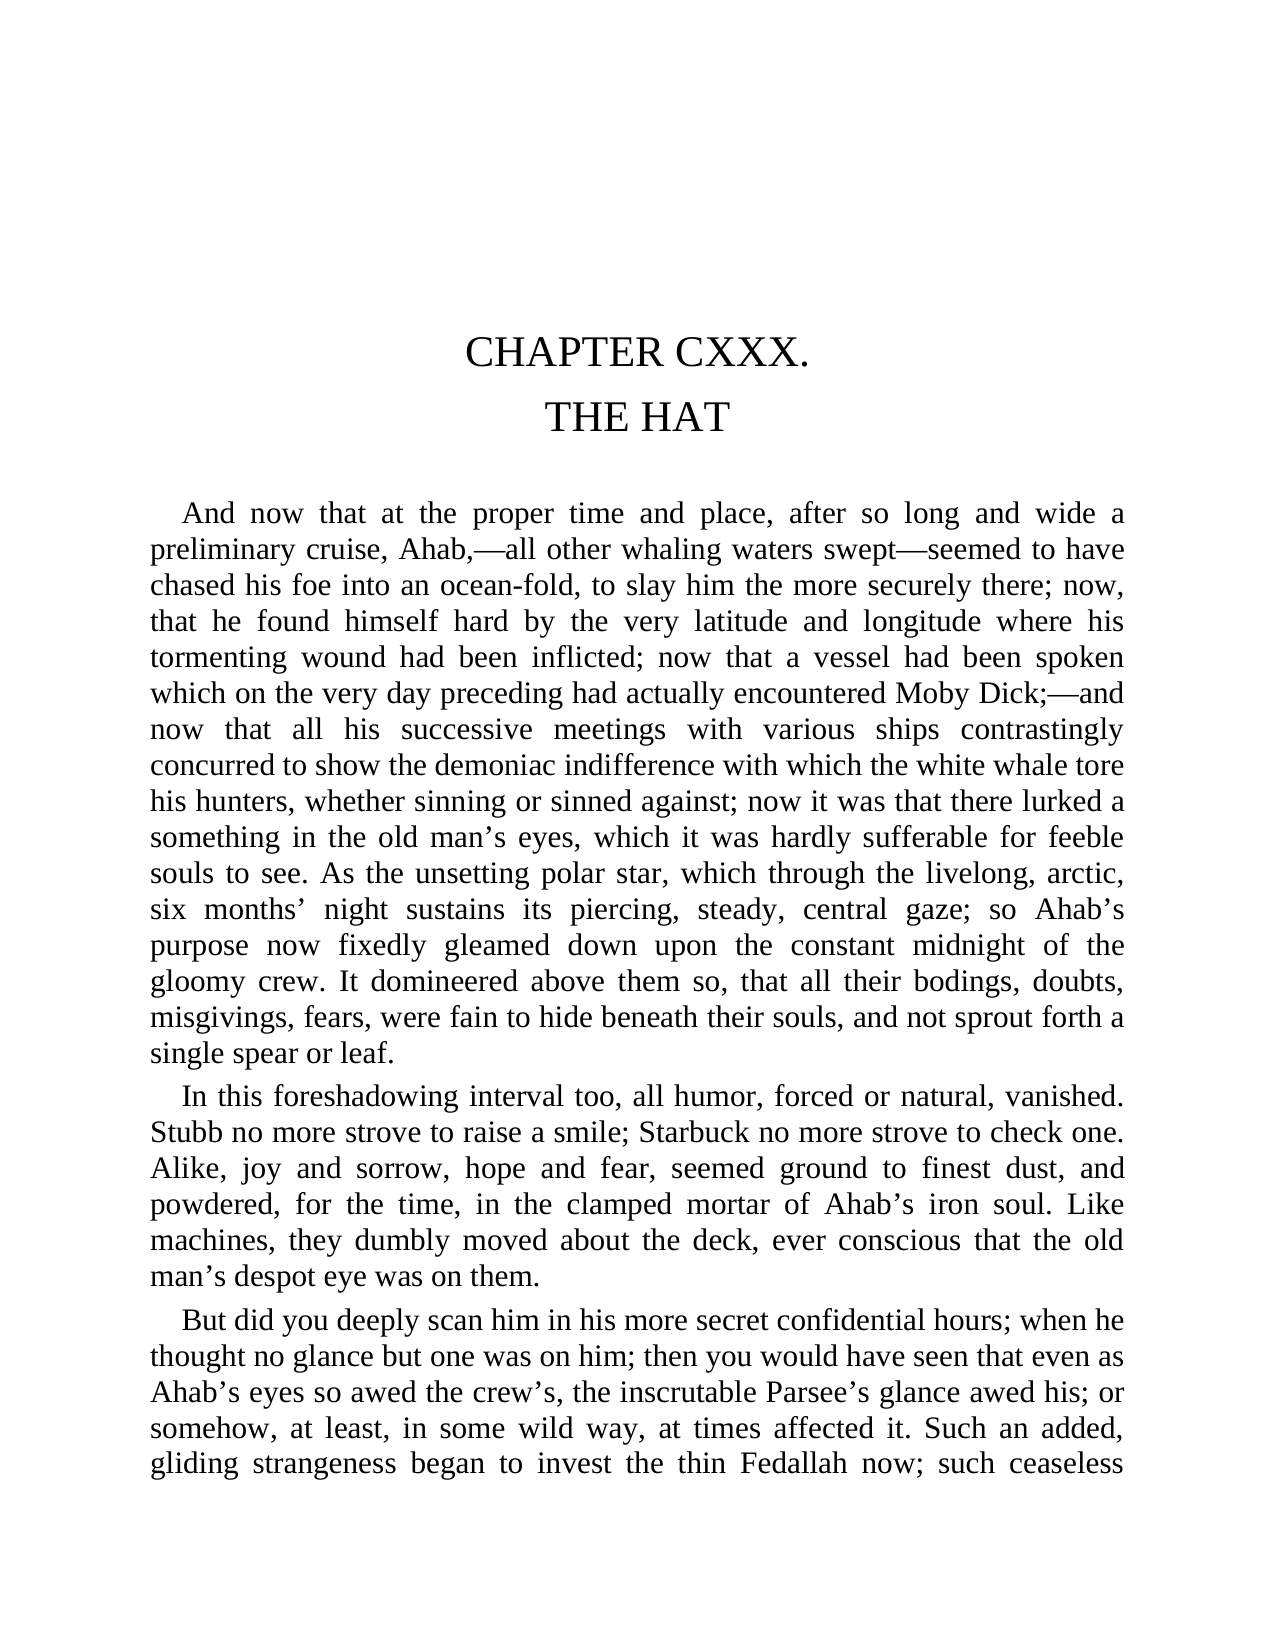 CHAPTER CXXX.
THE HAT
And now that at the proper time and place, after so long and wide a
preliminary cruise, Ahab,—all other whaling waters swept—seemed to have
chased his foe into an ocean-fold, to slay him the more securely there; now,
that he found himself hard by the very latitude and longitude where his
tormenting wound had been inflicted; now that a vessel had been spoken
which on the very day preceding had actually encountered Moby Dick;—and
now that all his successive meetings with various ships contrastingly
concurred to show the demoniac indifference with which the white whale tore
his hunters, whether sinning or sinned against; now it was that there lurked a
something in the old man’s eyes, which it was hardly sufferable for feeble
souls to see. As the unsetting polar star, which through the livelong, arctic,
six months’ night sustains its piercing, steady, central gaze; so Ahab’s
purpose now fixedly gleamed down upon the constant midnight of the
gloomy crew. It domineered above them so, that all their bodings, doubts,
misgivings, fears, were fain to hide beneath their souls, and not sprout forth a
single spear or leaf.
In this foreshadowing interval too, all humor, forced or natural, vanished.
Stubb no more strove to raise a smile; Starbuck no more strove to check one.
Alike, joy and sorrow, hope and fear, seemed ground to finest dust, and
powdered, for the time, in the clamped mortar of Ahab’s iron soul. Like
machines, they dumbly moved about the deck, ever conscious that the old
man’s despot eye was on them.
But did you deeply scan him in his more secret confidential hours; when he
thought no glance but one was on him; then you would have seen that even as
Ahab’s eyes so awed the crew’s, the inscrutable Parsee’s glance awed his; or
somehow, at least, in some wild way, at times affected it. Such an added,
gliding strangeness began to invest the thin Fedallah now; such ceaseless